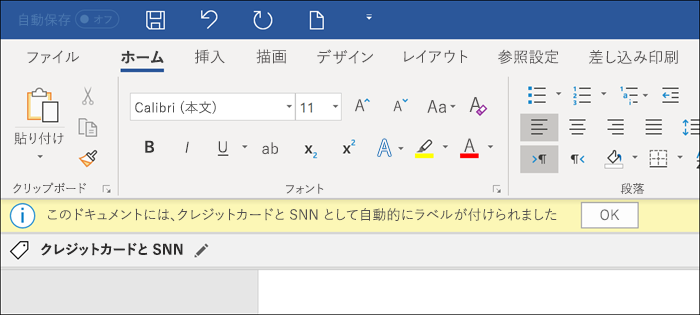 自動保存 オフ
ファイル ホーム 挿入 描画 デザイン レイアウト 参照設定 差し込み印刷
Calibri (本文) 11 A^ A˅ Aa A
貼り付け
B I U ab x₂ x² A A
クリップボード フォント 段落
このドキュメントには、クレジットカードと SNN として自動的にラベルが付けられました OK
クレジットカードと SNN